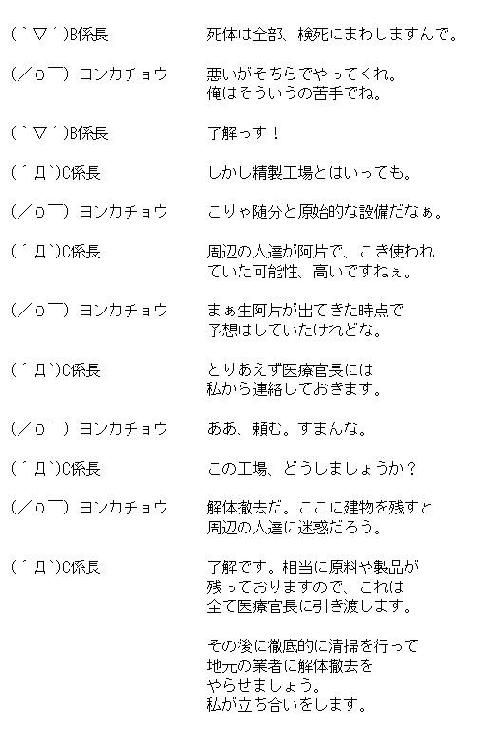 (｀▽´)B係長　死体は全部、検死にまわしますんで。
(／o￣) ヨンカチョウ　悪いがそちらでやってくれ。
俺はそういうの苦手でね。
(｀▽´)B係長　了解っす！
(´Д`)C係長　しかし精製工場とはいっても。
(／o￣) ヨンカチョウ　こりゃ随分と原始的な設備だなぁ。
(´Д`)C係長　周辺の人達が阿片で、こき使われ
ていた可能性、高いですねぇ。
(／o￣) ヨンカチョウ　まぁ生阿片が出てきた時点で
予想はしていたけれどな。
(´Д`)C係長　とりあえず医療官長には
私から連絡しておきます。
(／o　) ヨンカチョウ　ああ、頼む。すまんな。
(´Д`)C係長　この工場、どうしましょうか？
(／o￣) ヨンカチョウ　解体撤去だ。ここに建物を残すと
周辺の人達に迷惑だろう。
(´Д`)C係長　了解です。相当に原料や製品が
残っておりますので、これは
全て医療官長に引き渡します。
その後に徹底的に清掃を行って
地元の業者に解体撤去を
やらせましょう。
私が立ち合いをします。